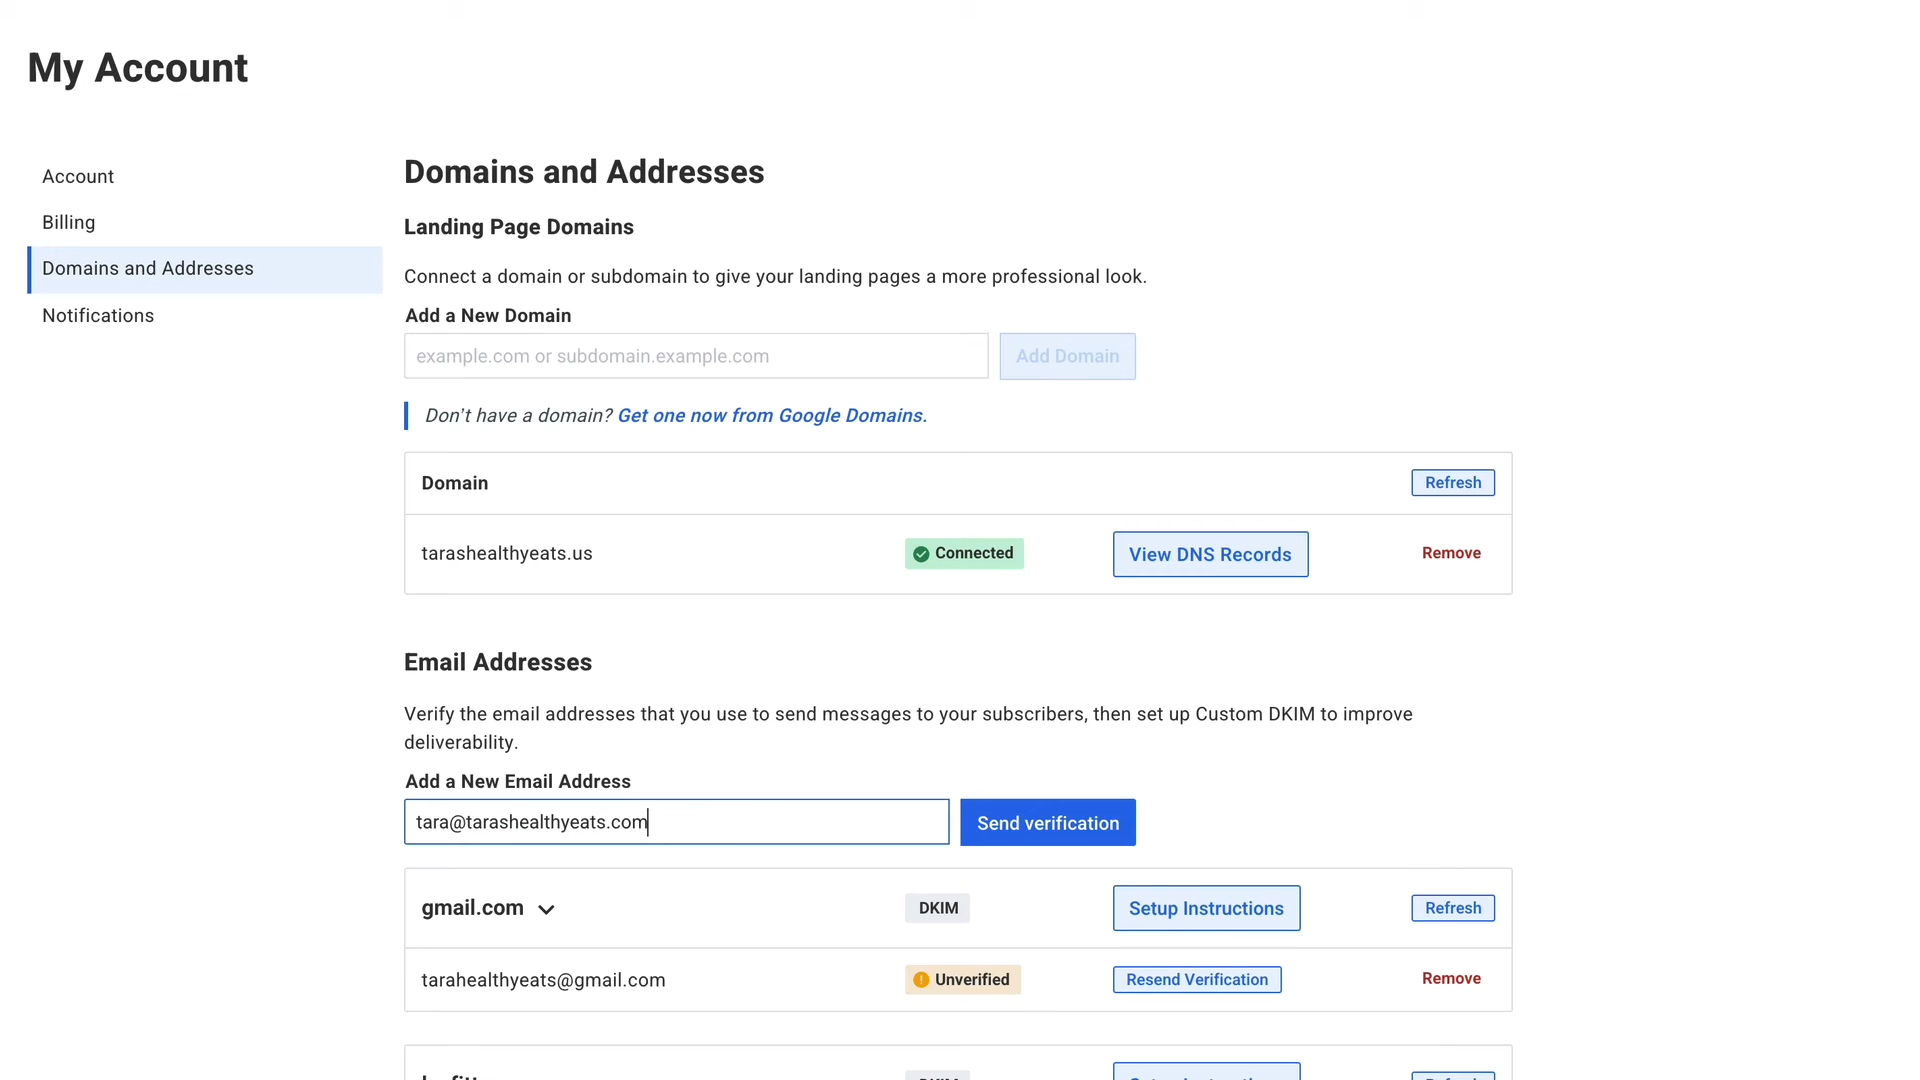 My Account
Account
Billing
Domains and Addresses
Notifications
Domains and Addresses
Landing Page Domains
Connect a domain or subdomain to give your landing pages a more professional look.
Add a New Domain
example.com or subdomain.example.com
Add Domain
Don't have a domain? Get one now from Google Domains.
Domain
Refresh
tarashealthyeats.us
Connected
View DNS Records
Remove
Email Addresses
Verify the email addresses that you use to send messages to your subscribers, then set up Custom DKIM to improve
deliverability.
Add a New Email Address
tara@tarashealthyeats.com
Send verification
gmail.com
DKIM
Setup Instructions
Refresh
tarahealthyeats@gmail.com
Unverified
Resend Verification
Remove